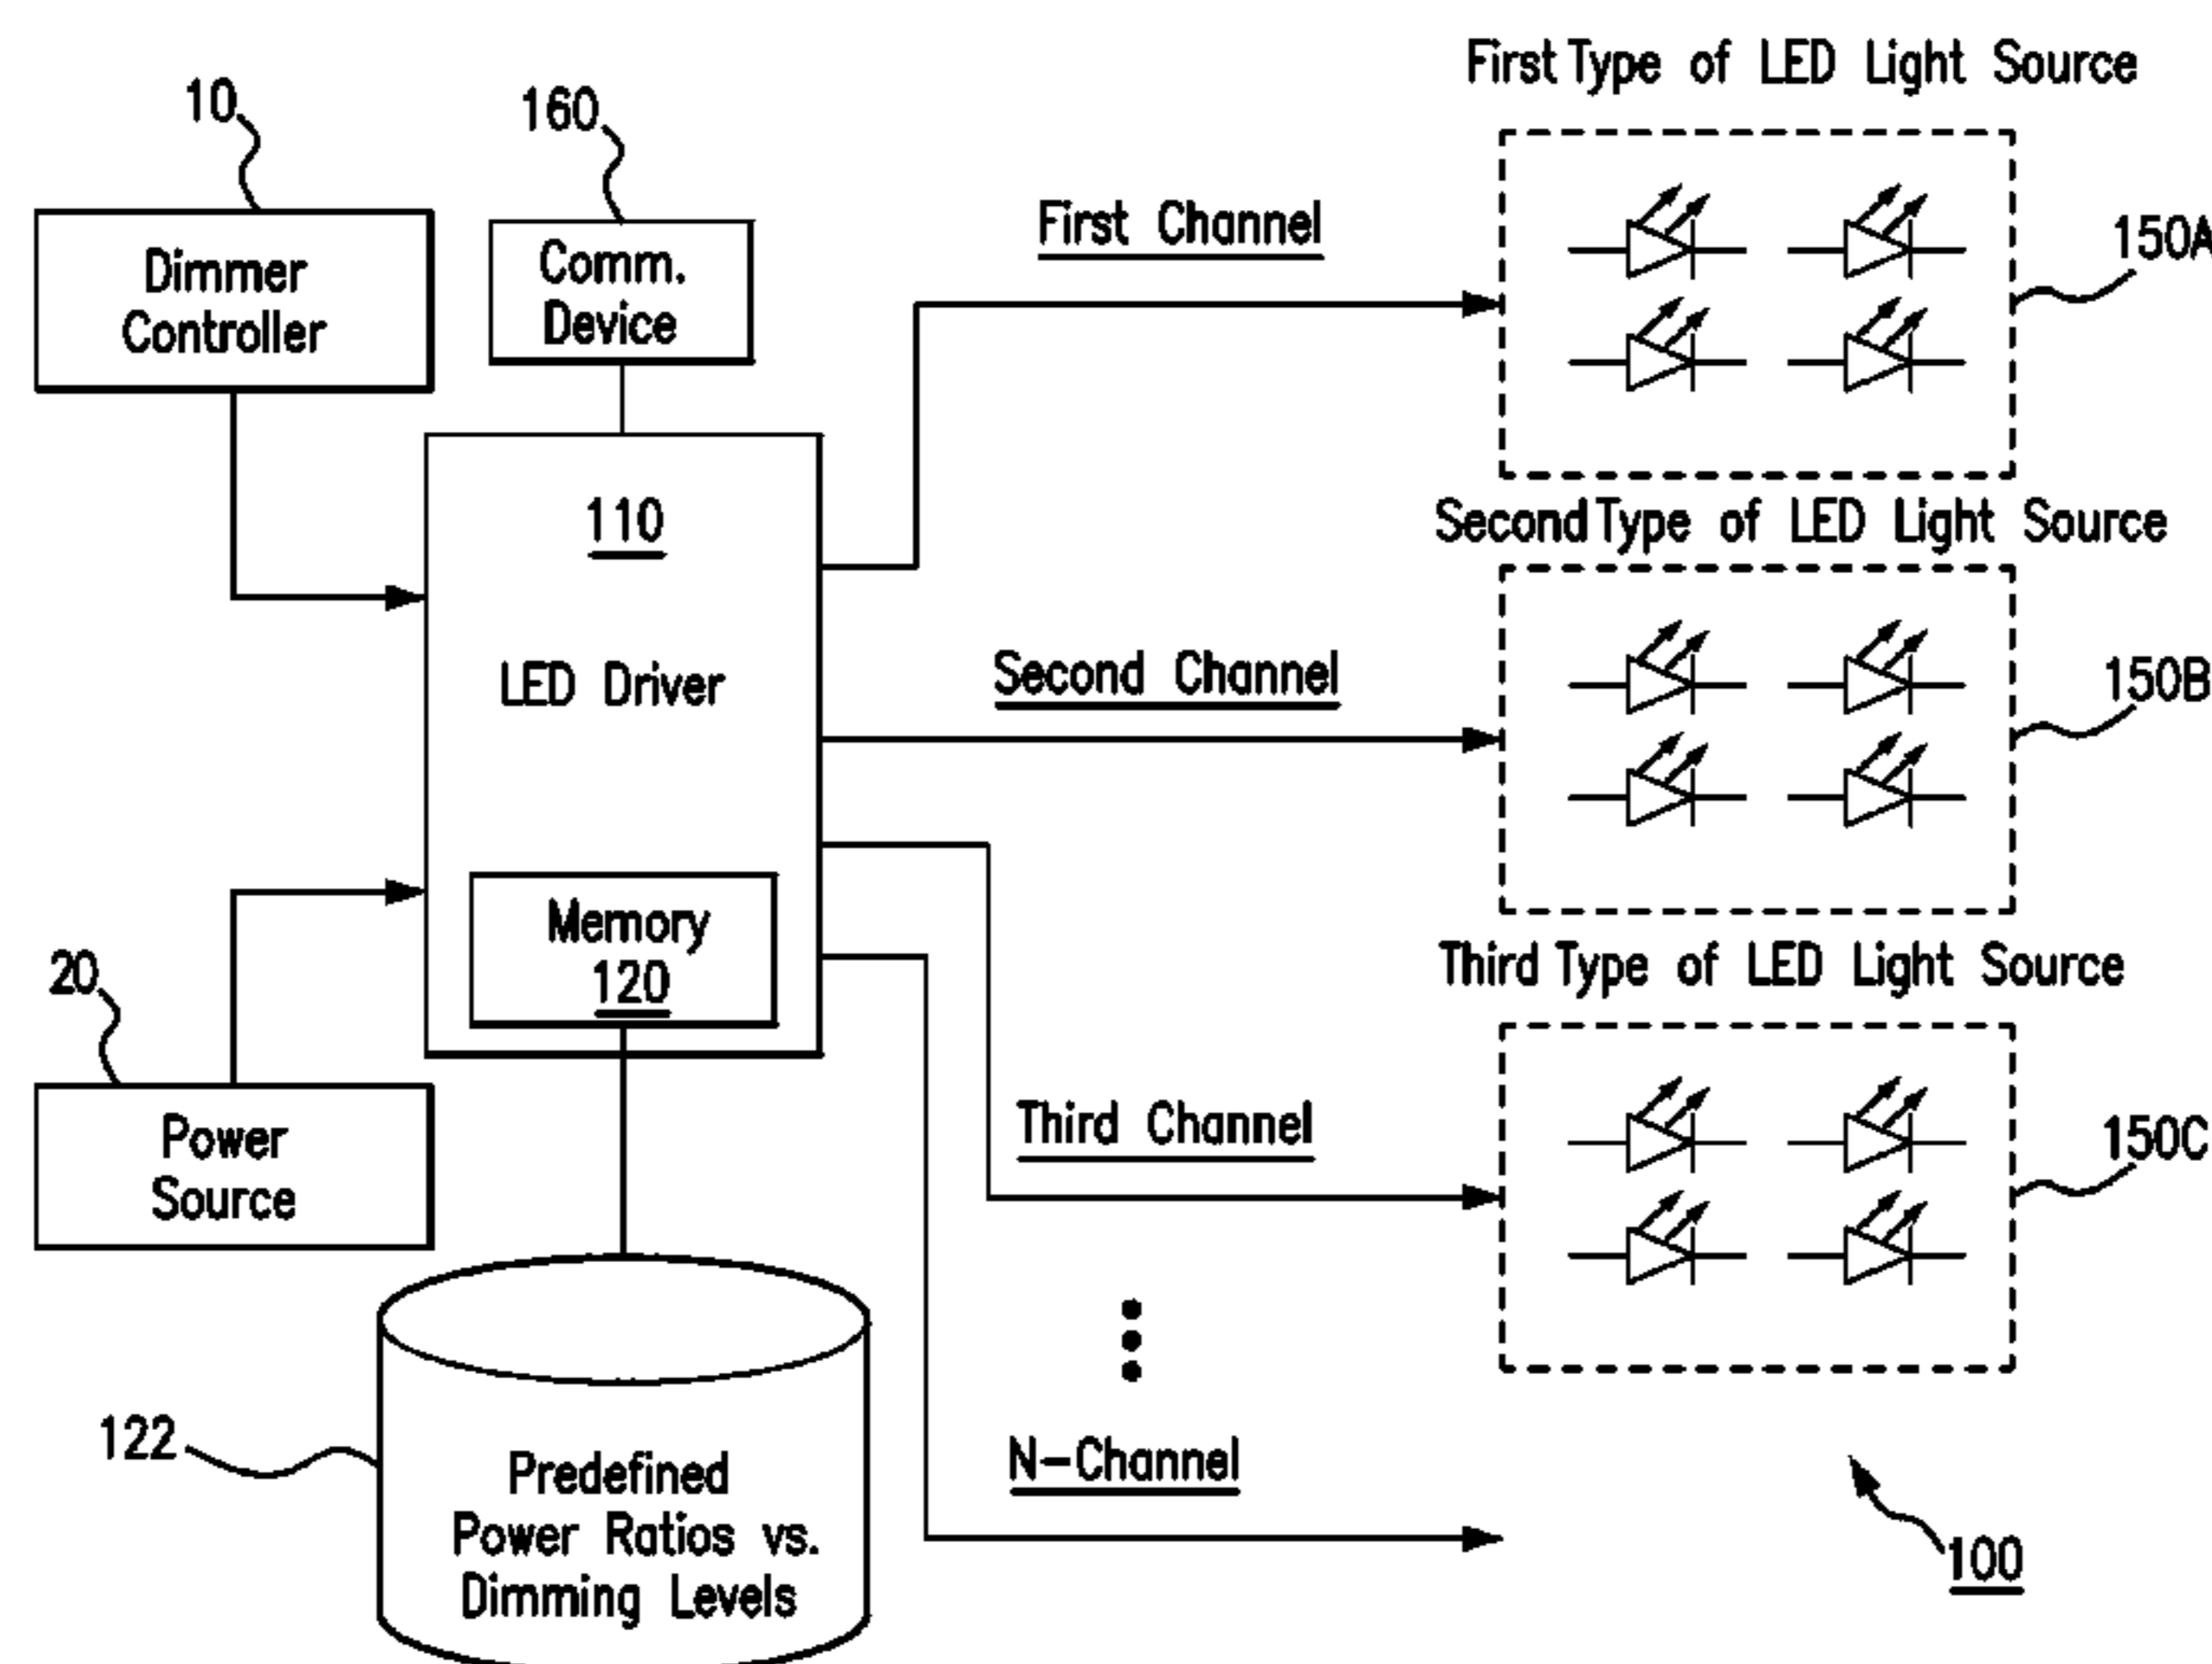 First Type of LED Light Source
10
160
Dimmer
Controller
Comm.
Device
First Channel
150A
110
LED Driver
Second Type of LED Light Source
Second Channel
150B
Memory
120
20
Power
Source
Third Type of LED Light Source
Third Channel
150C
122
Predefined
Power Ratios vs.
Dimming Levels
N-Channel
100